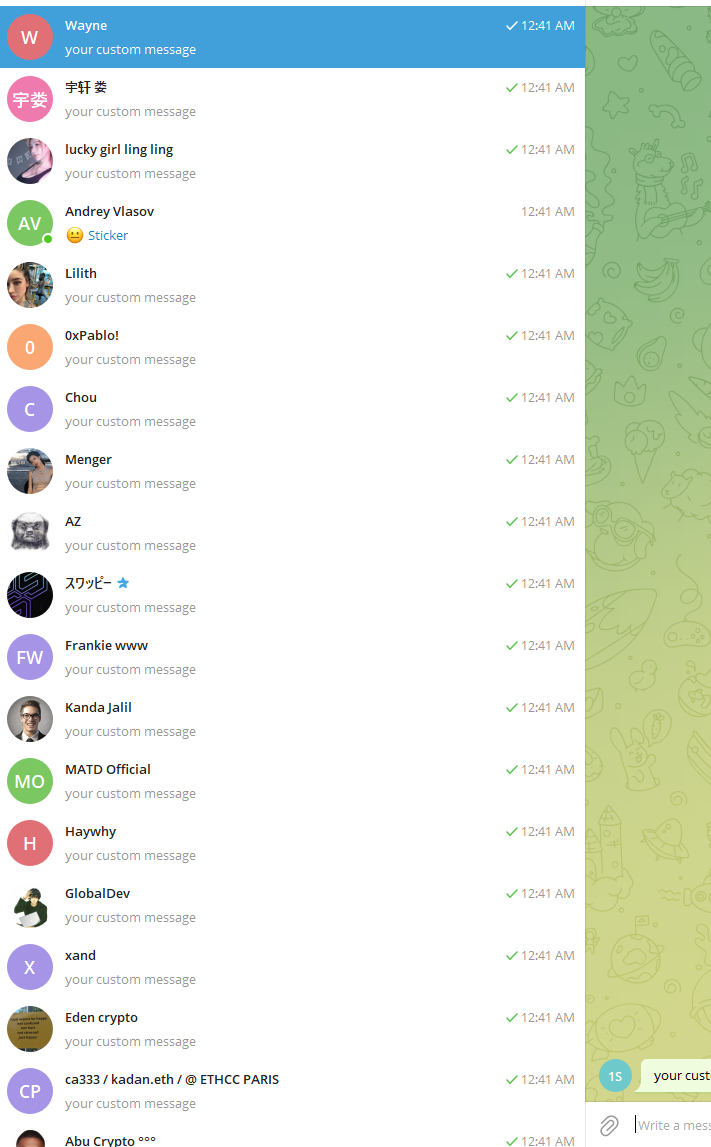 W
Wayne
12:41 AM
your custom message
宇娄
宇轩 娄
12:41 AM
your custom message
lucky girl ling ling
12:41 AM
your custom message
AV
Andrey Vlasov
12:41 AM
😐 Sticker
Lilith
12:41 AM
your custom message
0
0xPablo!
12:41 AM
your custom message
C
Chou
12:41 AM
your custom message
Menger
12:41 AM
your custom message
AZ
12:41 AM
your custom message
スワッピー
12:41 AM
your custom message
FW
Frankie www
12:41 AM
your custom message
Kanda Jalil
12:41 AM
your custom message
MO
MATD Official
12:41 AM
your custom message
H
Haywhy
12:41 AM
your custom message
GlobalDev
12:41 AM
your custom message
X
xand
12:41 AM
your custom message
Eden crypto
12:41 AM
your custom message
CP
ca333 / kadan.eth / @ ETHCC PARIS
12:41 AM
your custom message
Abu Crypto °°°
12:41 AM
1S
your cust
Write a mess